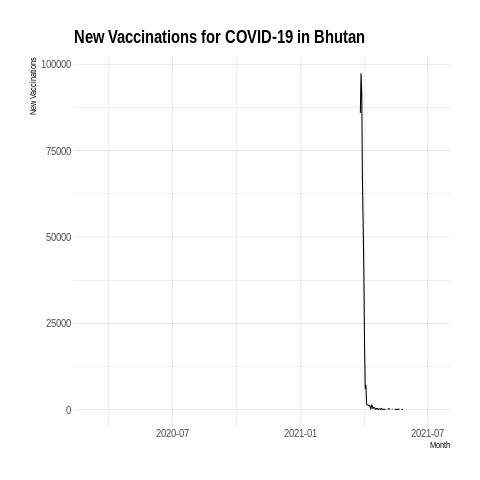 New Vaccinations for COVID-19 in Bhutan
New Vaccinations
100000
75000
50000
25000
0
2020-07
2021-01
2021-07
Month